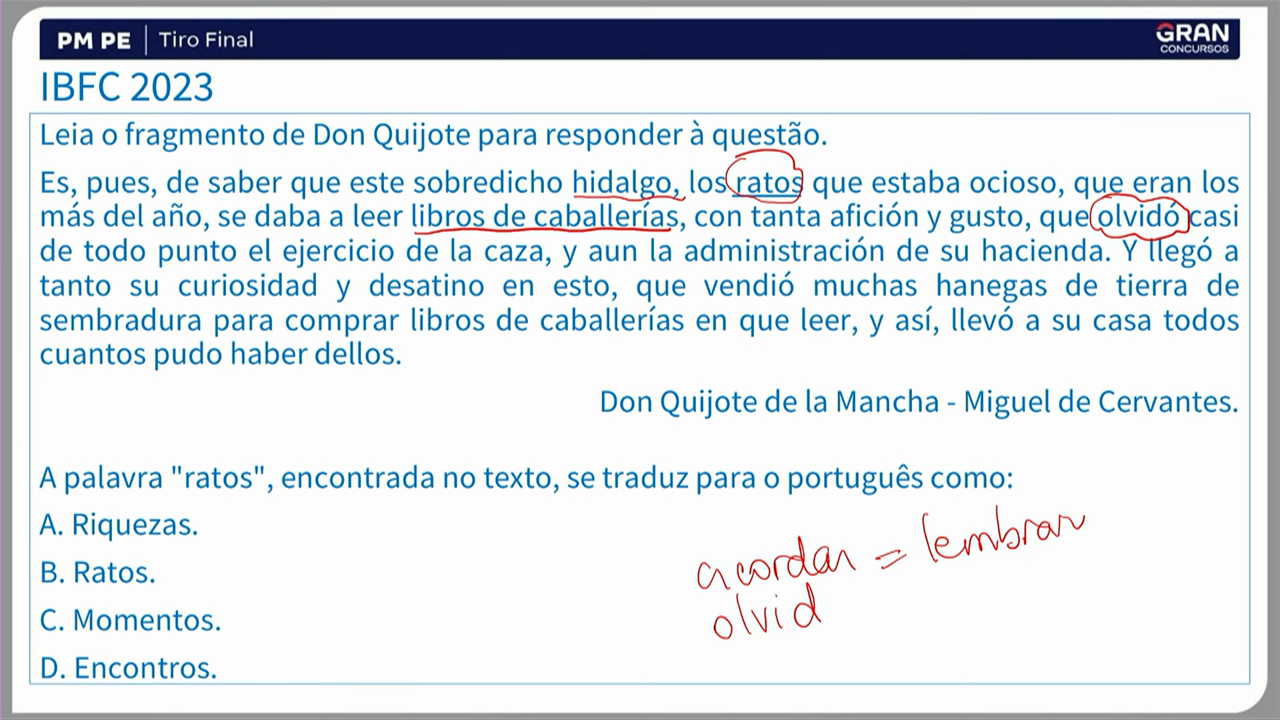 PM PE | Tiro Final
GRAN
CONCURSOS
IBFC 2023
Leia o fragmento de Don Quijote para responder à questão.
Es, pues, de saber que este sobredicho hidalgo, los ratos que estaba ocioso, que eran los
más del año, se daba a leer libros de caballerías, con tanta afición y gusto, que olvidó casi
de todo punto el ejercicio de la caza, y aun la administración de su hacienda. Y llegó a
tanto su curiosidad y desatino en esto, que vendió muchas hanegas de tierra de
sembradura para comprar libros de caballerías en que leer, y así, llevó a su casa todos
cuantos pudo haber dellos.
Don Quijote de la Mancha - Miguel de Cervantes.
A palavra "ratos", encontrada no texto, se traduz para o português como:
A. Riquezas.
B. Ratos.
C. Momentos.
D. Encontros.
acordar = lembrar
olvid